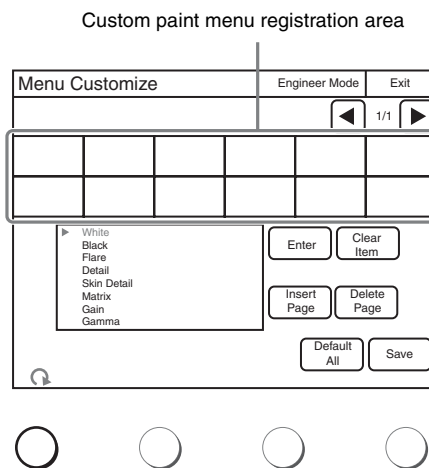 Custom paint menu registration area
Menu Customize
Engineer Mode
Exit
1/1
White
Black
Flare
Detail
Skin Detail
Matrix
Gain
Gamma
Enter
Clear
Item
Insert
Page
Delete
Page
Default
All
Save